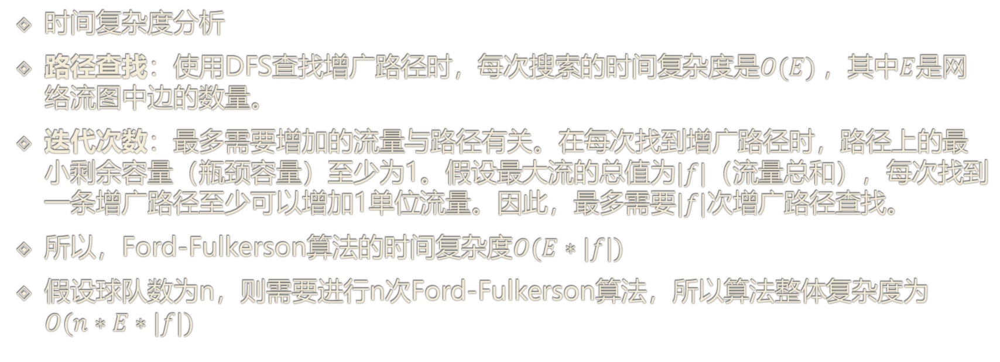 时间复杂度分析
路径查找：使用DFS查找增广路径时，每次搜索的时间复杂度是O(E)，其中E是网
络流图中边的数量。
迭代次数：最多需要增加的流量与路径有关。在每次找到增广路径时，路径上的最
小剩余容量（瓶颈容量）至少为1。假设最大流的总值为|f|（流量总和），每次找到
一条增广路径至少可以增加1单位流量。因此，最多需要|f|次增广路径查找。
所以，Ford-Fulkerson算法的时间复杂度O(E * |f|)
假设球队数为n，则需要进行n次Ford-Fulkerson算法，所以算法整体复杂度为
O(n * E * |f|)